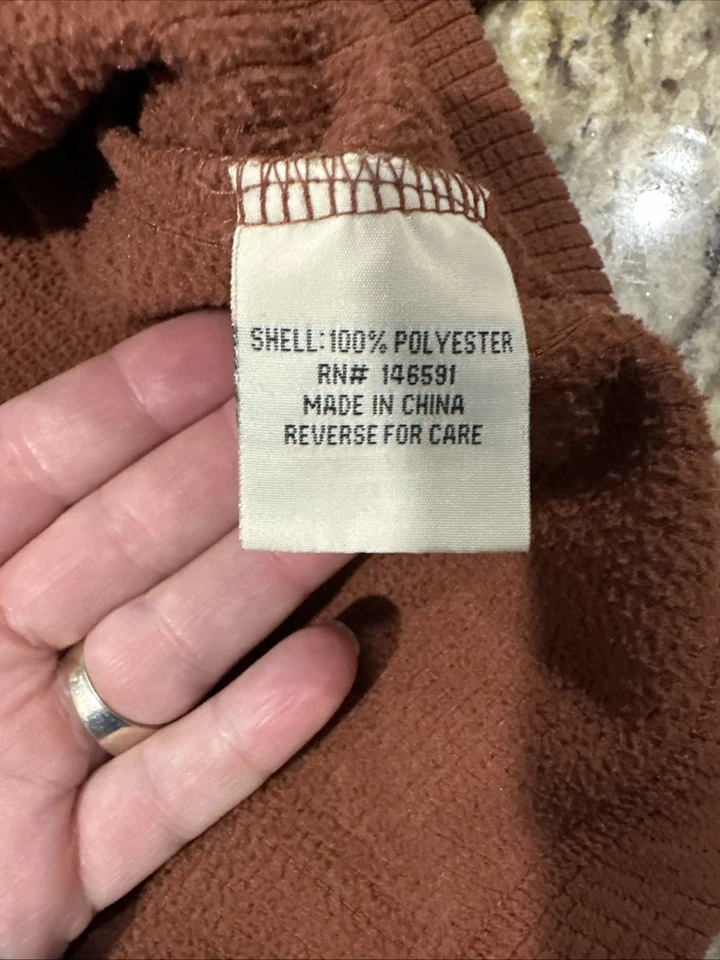 SHELL: 100% POLYESTER
RN# 146591
MADE IN CHINA
REVERSE FOR CARE